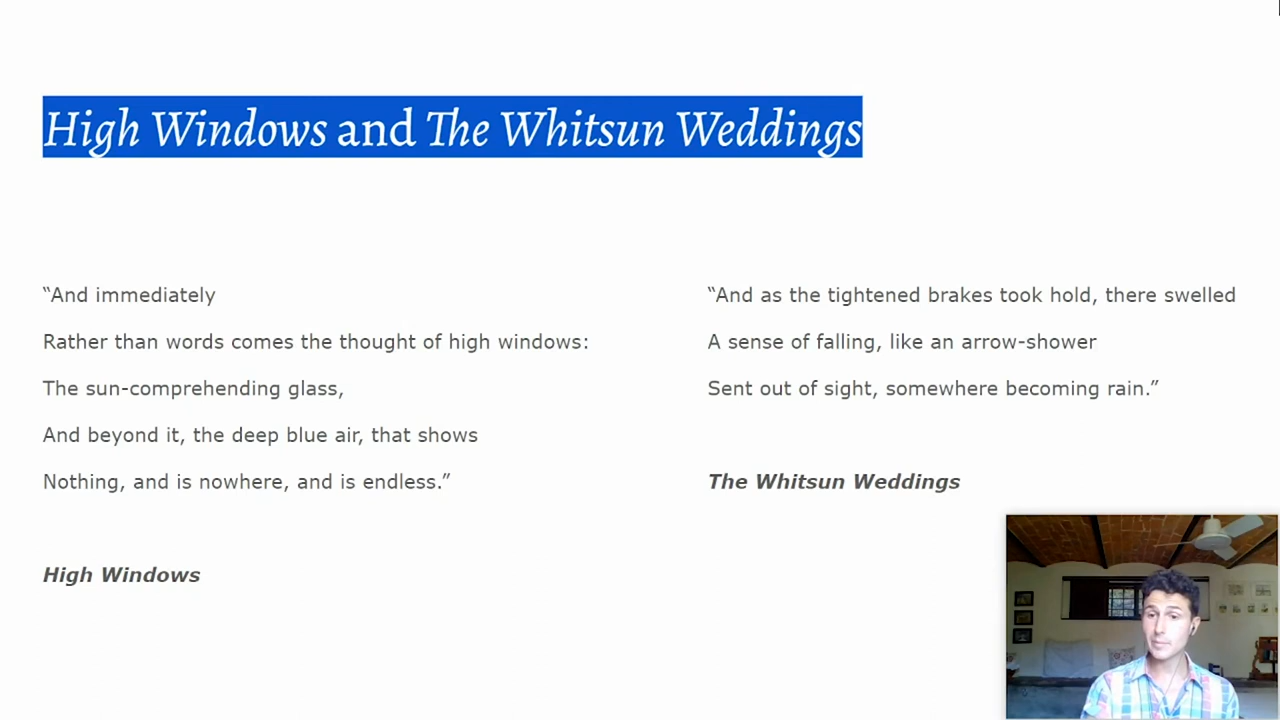 High Windows and The Whitsun Weddings
“And immediately
Rather than words comes the thought of high windows:
The sun-comprehending glass,
And beyond it, the deep blue air, that shows
Nothing, and is nowhere, and is endless.”
High Windows
“And as the tightened brakes took hold, there swelled
A sense of falling, like an arrow-shower
Sent out of sight, somewhere becoming rain.”
The Whitsun Weddings